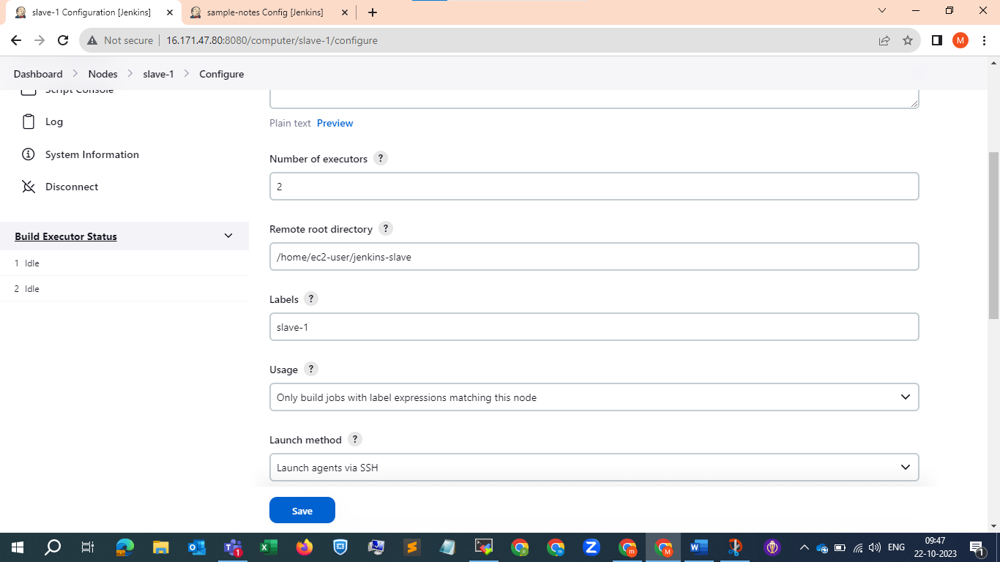 slave-1 Configuration [Jenkins]
sample-notes Config [Jenkins]
Not secure
16.171.47.80:8080/computer/slave-1/configure
M
Dashboard
Nodes
slave-1
Configure
Script Console
Log
System Information
Disconnect
Build Executor Status
1 Idle
2 Idle
Plain text Preview
Number of executors ?
2
Remote root directory ?
/home/ec2-user/jenkins-slave
Labels ?
slave-1
Usage ?
Only build jobs with label expressions matching this node
Launch method ?
Launch agents via SSH
Save
ENG
09:47
22-10-2023
1